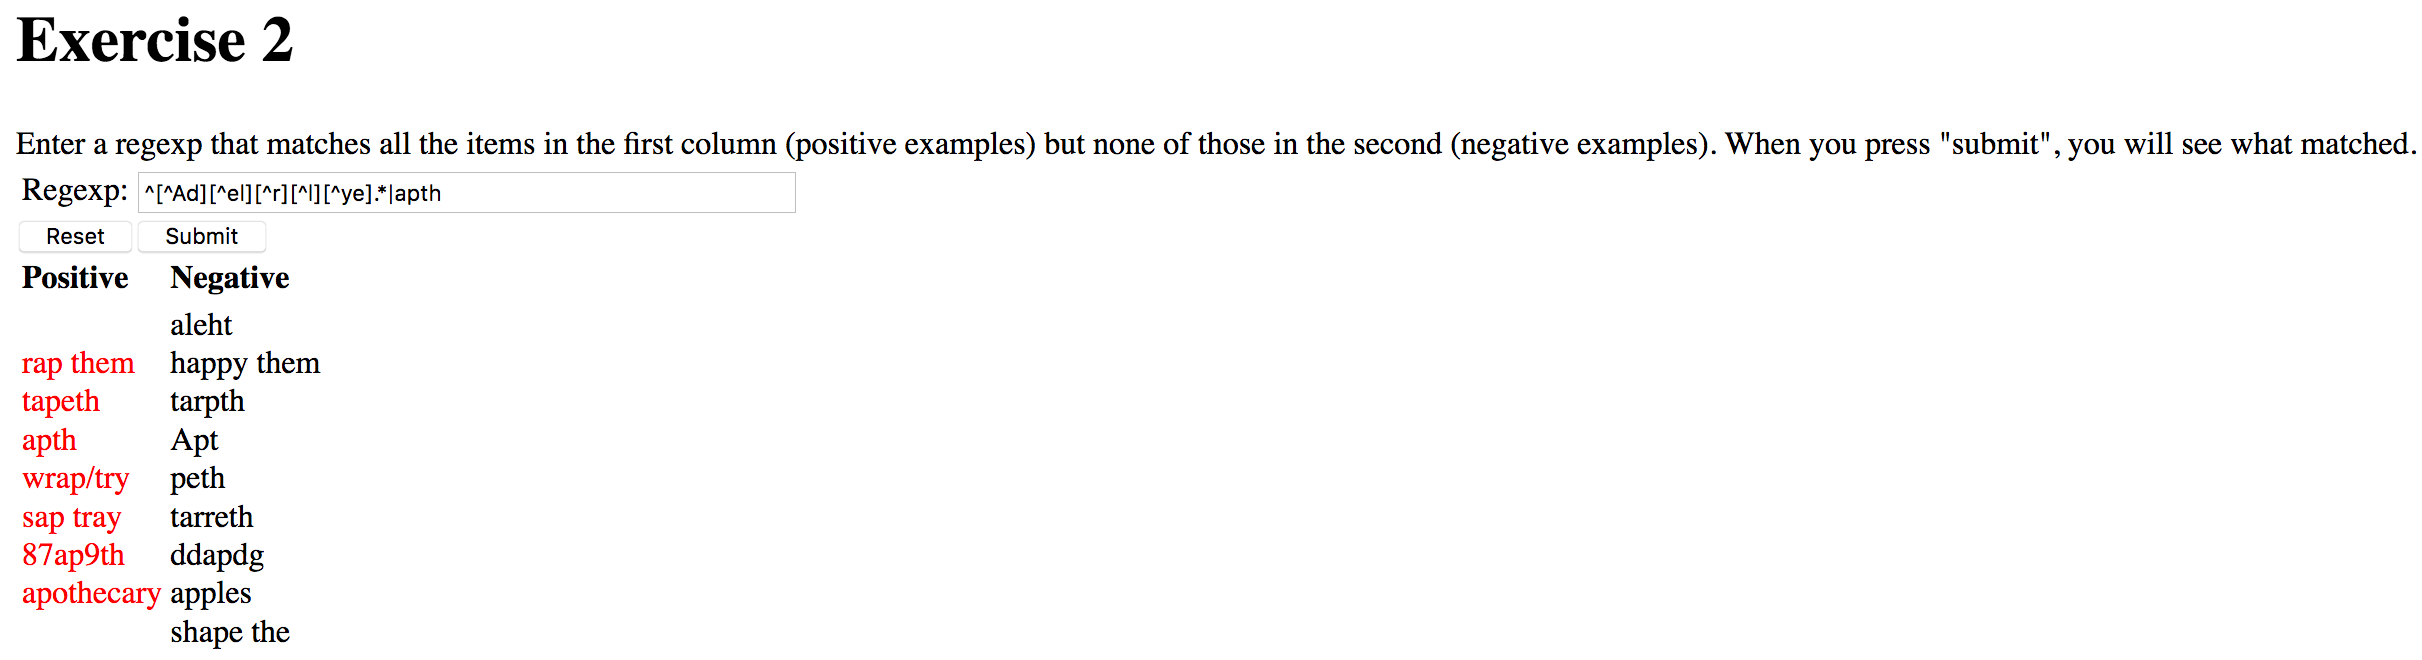 Exercise 2
Enter a regexp that matches all the items in the first column (positive examples) but none of those in the second (negative examples). When you press "submit", you will see what matched.
Regexp: ^[^Ad][^el][^r][^l][^ye].*|apth
Reset Submit
Positive Negative
aleht
rap them happy them
tapeth tarpth
apth Apt
wrap/try peth
sap tray tarreth
87ap9th ddapdg
apothecary apples
shape the